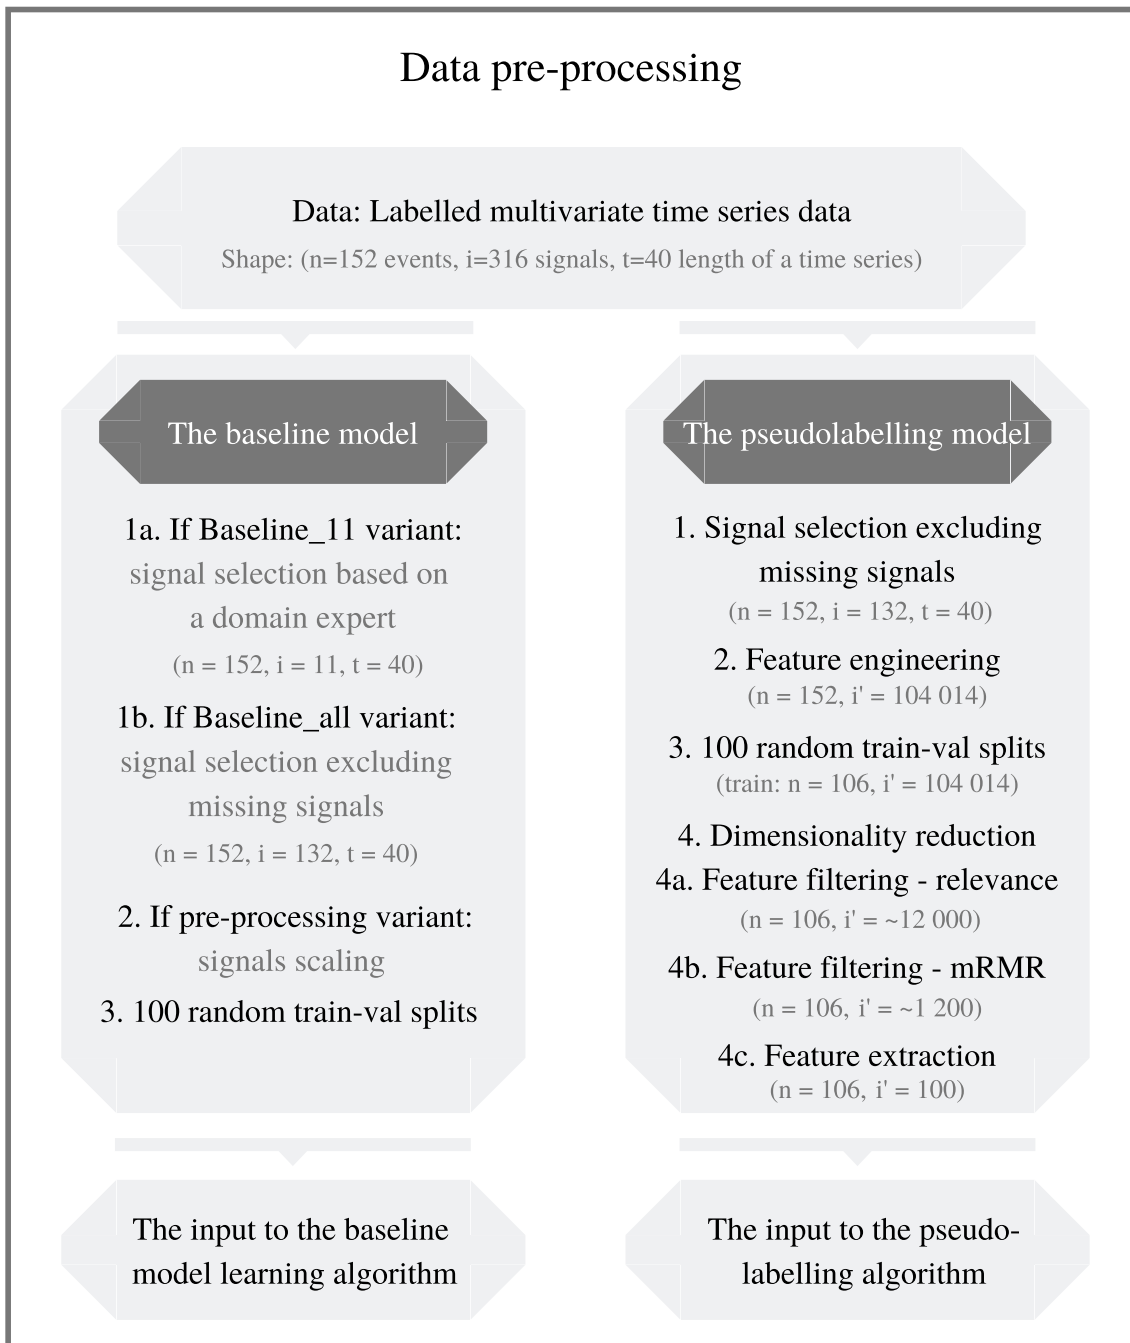 Data pre-processing
Data: Labelled multivariate time series data
Shape: (n=152 events, i=316 signals, t=40 length of a time series)
The baseline model
1a. If Baseline_11 variant:
signal selection based on
a domain expert
(n = 152, i = 11, t = 40)
1b. If Baseline_all variant:
signal selection excluding
missing signals
(n = 152, i = 132, t = 40)
2. If pre-processing variant:
signals scaling
3. 100 random train-val splits
The input to the baseline
model learning algorithm
The pseudolabelling model
1. Signal selection excluding
missing signals
(n = 152, i = 132, t = 40)
2. Feature engineering
(n = 152, i' = 104 014)
3. 100 random train-val splits
(train: n = 106, i' = 104 014)
4. Dimensionality reduction
4a. Feature filtering - relevance
(n = 106, i' = ~12 000)
4b. Feature filtering - mRMR
(n = 106, i' = ~1 200)
4c. Feature extraction
(n = 106, i' = 100)
The input to the pseudo-
labelling algorithm